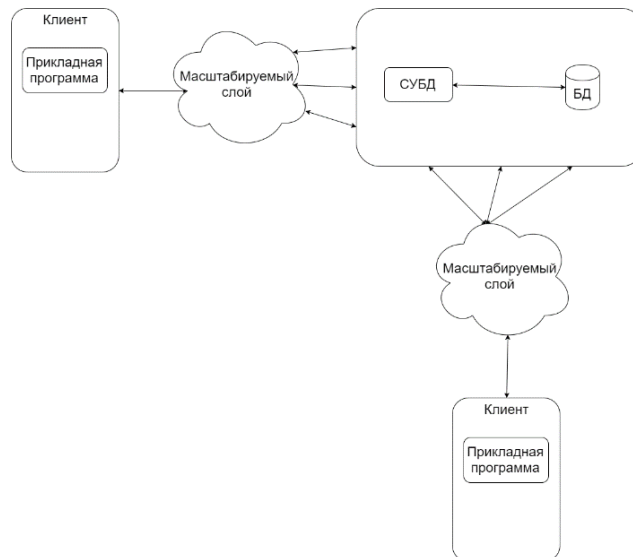 Клиент
Прикладная
программа
Масштабируемый
слой
СУБД
БД
Масштабируемый
слой
Клиент
Прикладная
программа